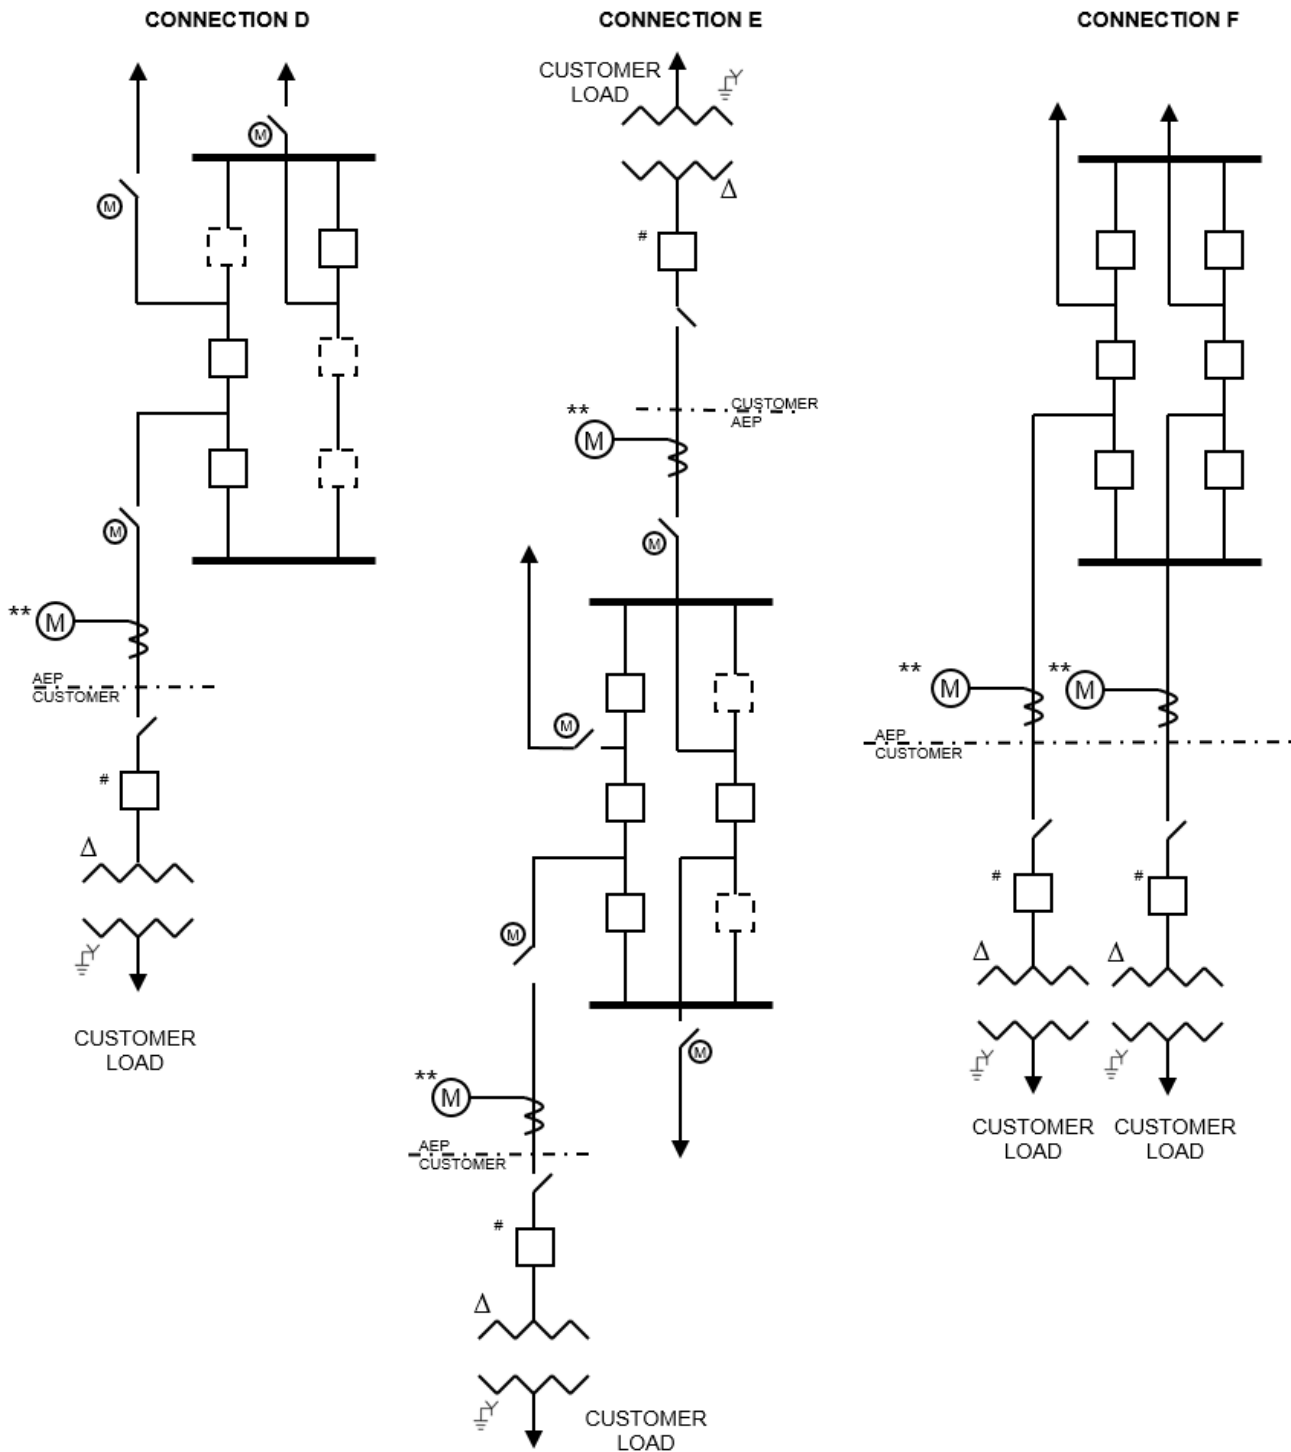 CONNECTION D
M
M
M
** M
AEP
CUSTOMER
#
Δ
Y
CUSTOMER
LOAD
CONNECTION E
CUSTOMER
LOAD
Y
Δ
#
CUSTOMER
AEP
** M
M
M
M
M
** M
AEP
CUSTOMER
#
Δ
Y
CUSTOMER
LOAD
CONNECTION F
** M ** M
AEP
CUSTOMER
# #
Δ Δ
Y Y
CUSTOMER CUSTOMER
LOAD LOAD